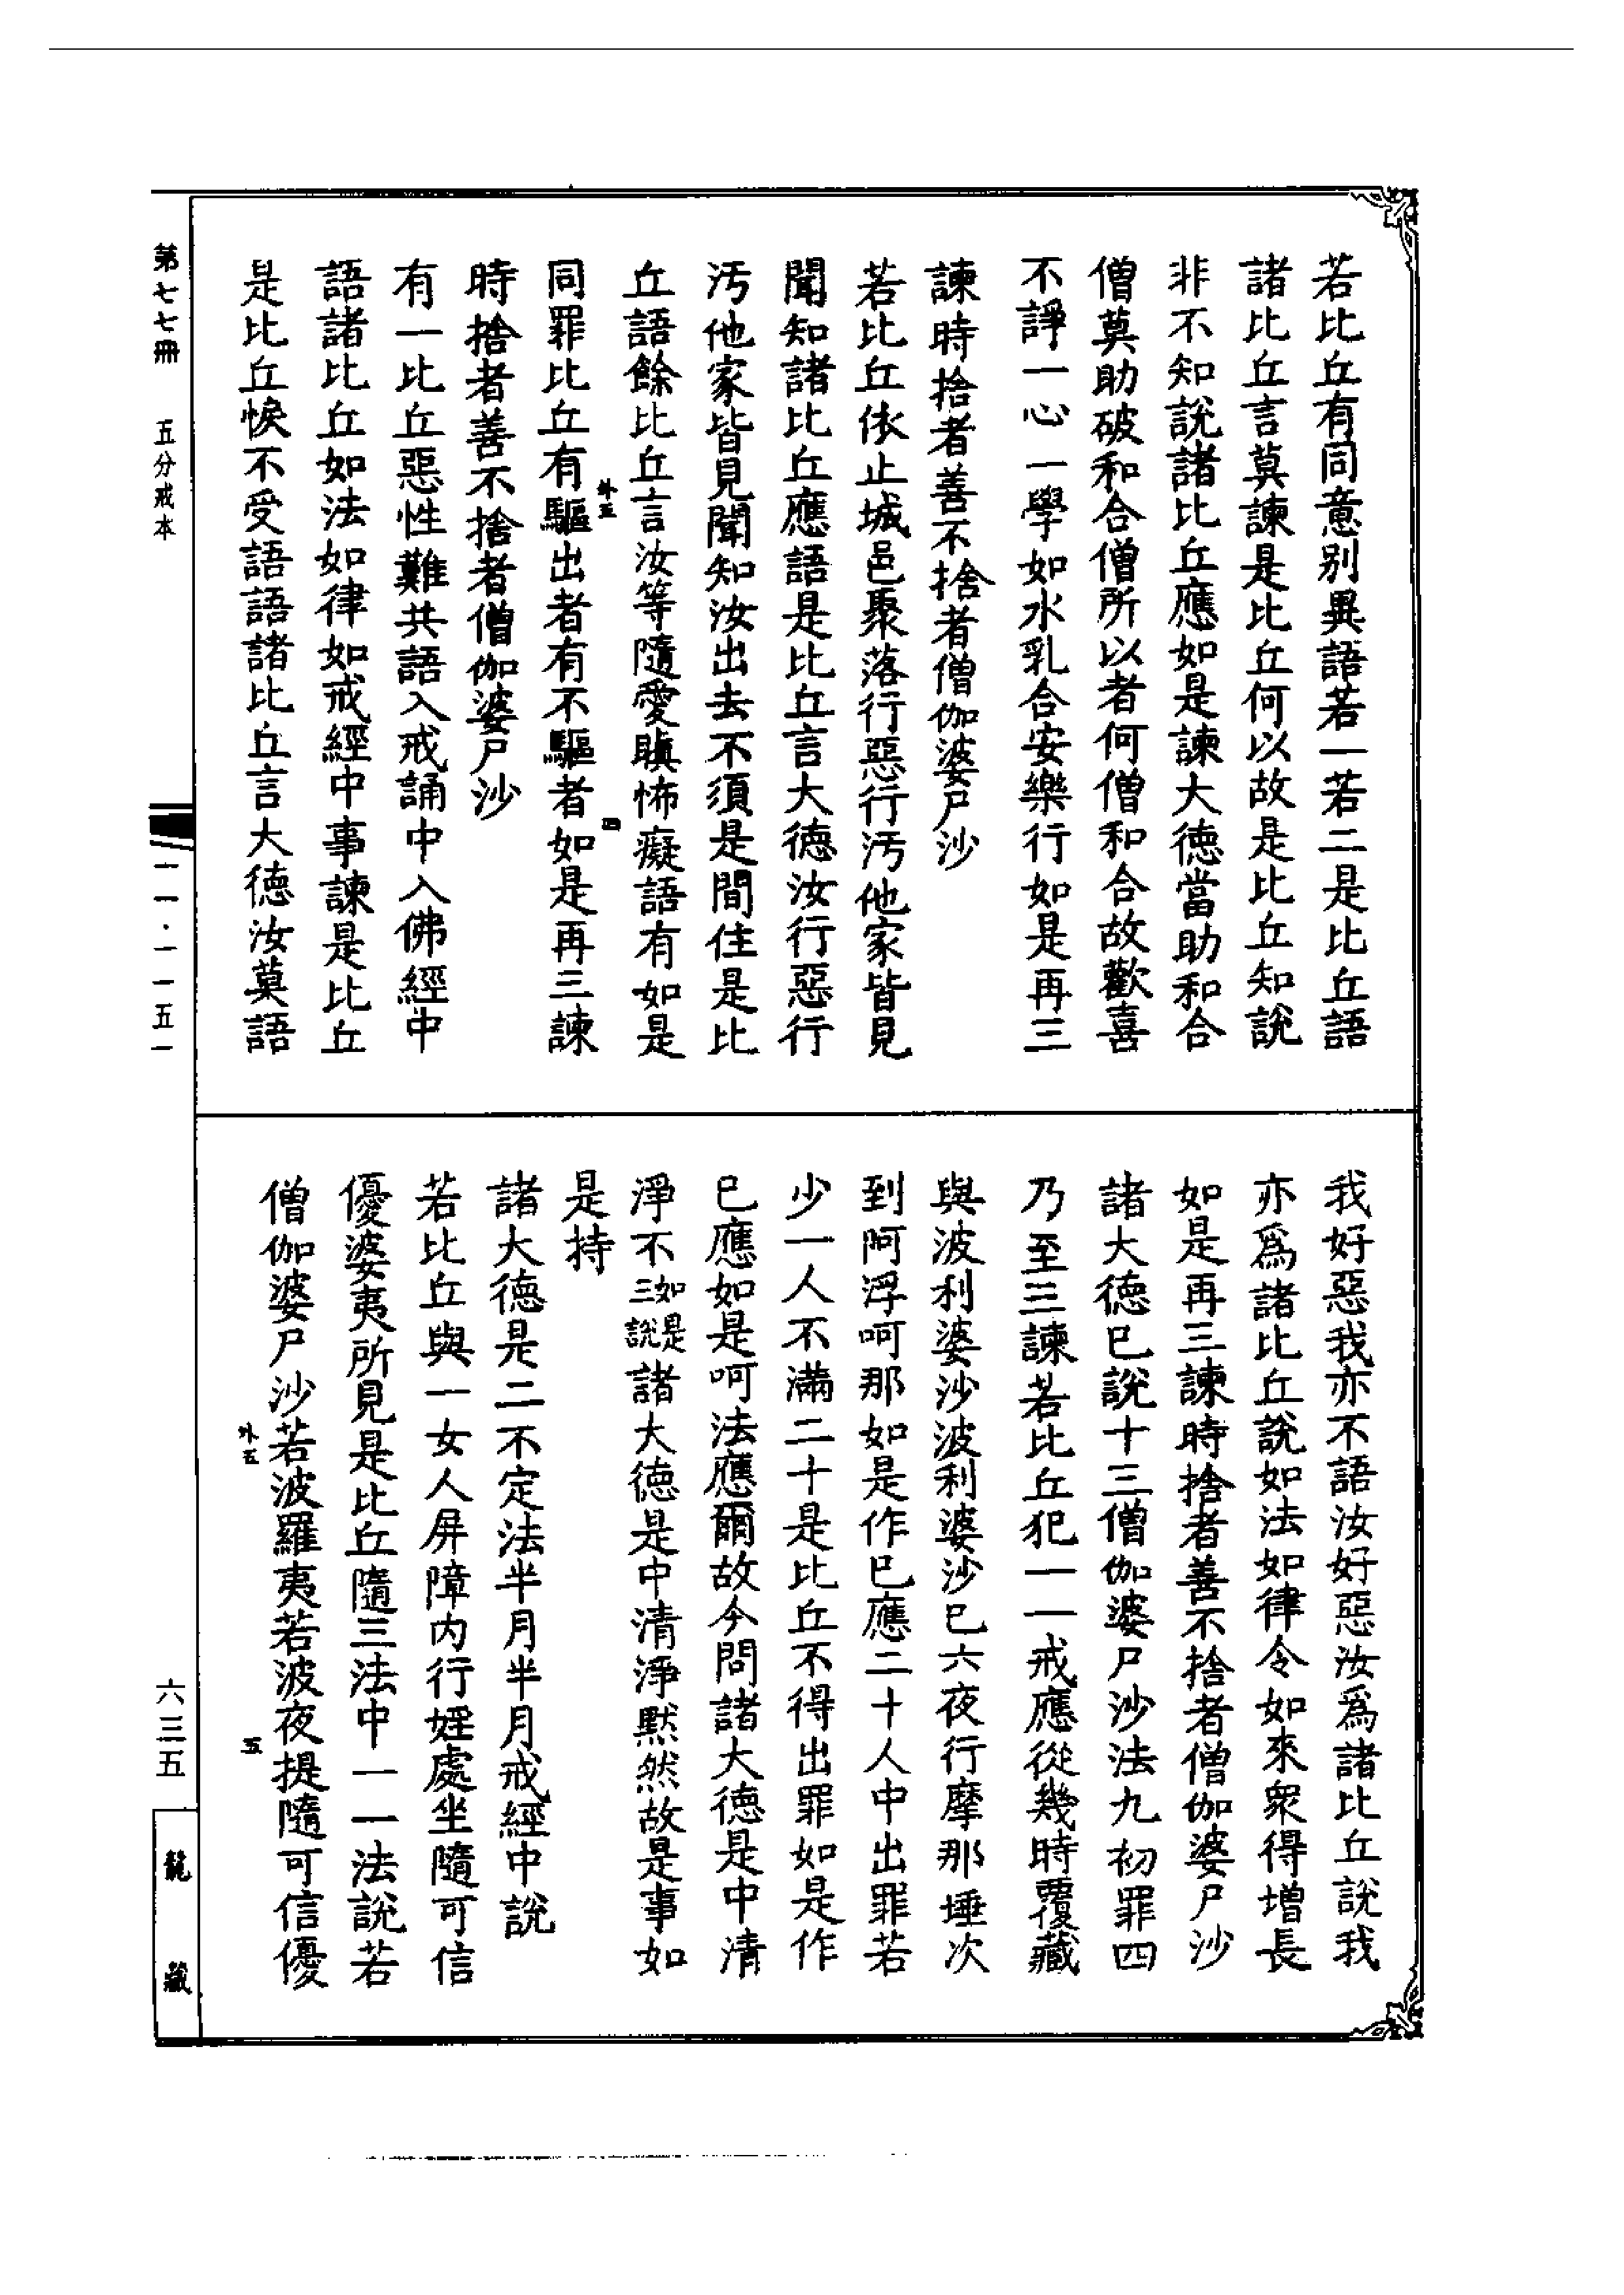 若比丘有同意别異語若一若二是比丘語
諸比丘言莫諫是比丘何以故是比丘知説
非不知説諸比丘應如是諫大德當助和合
僧莫助破和合僧所以者何僧和合故歡喜
不諍一心一學如水乳合安樂行如是再三
諫時捨者善不捨者僧伽婆尸沙
若比丘依止城邑聚落行惡行汚他家皆見
聞知諸比丘應語是比丘言大德汝行惡行
汚他家皆見聞知汝出去不須是間住是比
丘語餘比丘言汝等隨愛瞋怖癡語有如是
外五
四
同罪比丘有驅出者有不驅者如是再三諫
時捨者善不捨者僧伽婆尸沙
有一比丘惡性難共語入戒誦中入佛經中
語諸比丘如法如律如戒經中事諫是比丘
是比丘悷不受語語諸比丘言大德汝莫語
我好惡我亦不語汝好惡汝爲諸比丘説我
亦爲諸比丘説如法如律令如來衆得增長
如是再三諫時捨者善不捨者僧伽婆尸沙
諸大德已説十三僧伽婆尸沙法九初罪四
乃至三諫若比丘犯一一戒應從幾時覆藏
與波利婆沙波利婆沙已六夜行摩那埵次
到阿浮呵那如是作已應二十人中出罪若
少一人不滿二十是比丘不得出罪如是作
已應如是呵法應爾故今問諸大德是中清
淨不如是三説諸大德是中清淨默然故是事如
是持
諸大德是二不定法半月半月戒經中説
若比丘與一女人屏障内行婬處坐隨可信
優婆夷所見是比丘隨三法中一一法説若
僧伽婆尸沙若波羅夷若波夜提隨可信優
外五
五
第七七冊 五分戒本
一一·一一五一
六三五
龍藏